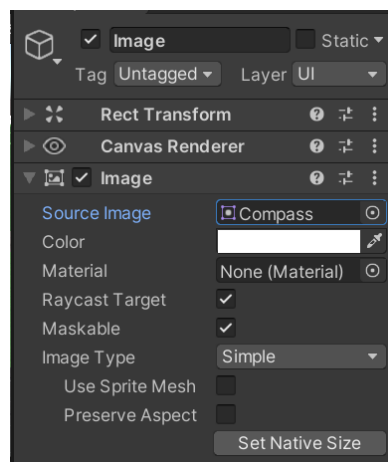 Image Static
Tag Untagged Layer UI
Rect Transform
Canvas Renderer
Image
Source Image Compass
Color
Material None (Material)
Raycast Target
Maskable
Image Type Simple
Use Sprite Mesh
Preserve Aspect
Set Native Size